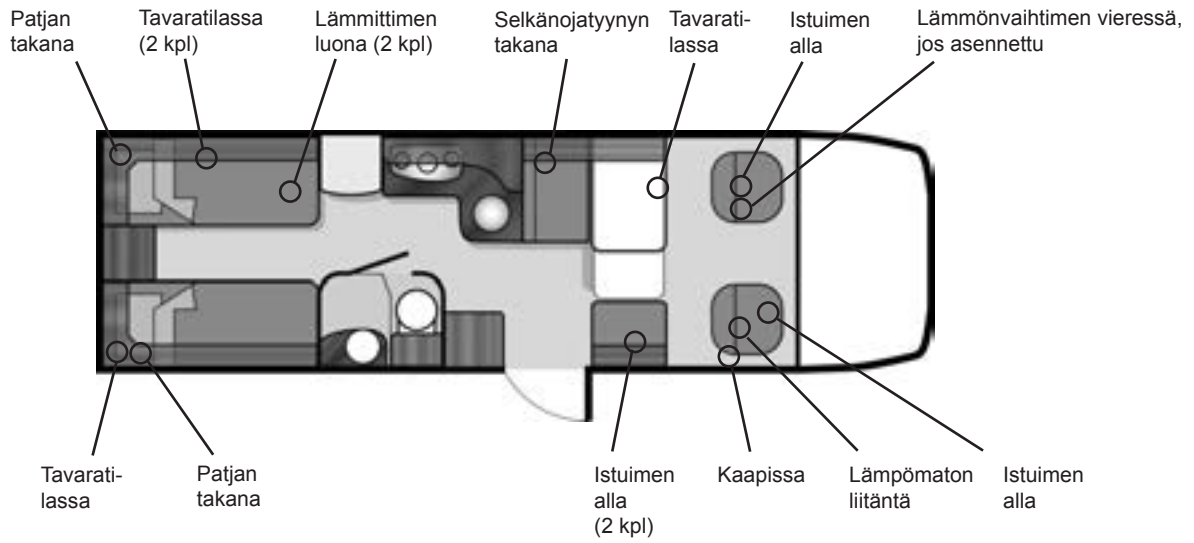 Patjan
takana
Tavaratilassa
(2 kpl)
Lämmittimen
luona (2 kpl)
Selkänojatyynyn
takana
Tavarati-
lassa
Istuimen
alla
Lämmönvaihtimen vieressä,
jos asennettu
Tavarati-
lassa
Patjan
takana
Istuimen
alla
(2 kpl)
Kaapissa
Lämpömaton
liitäntä
Istuimen
alla